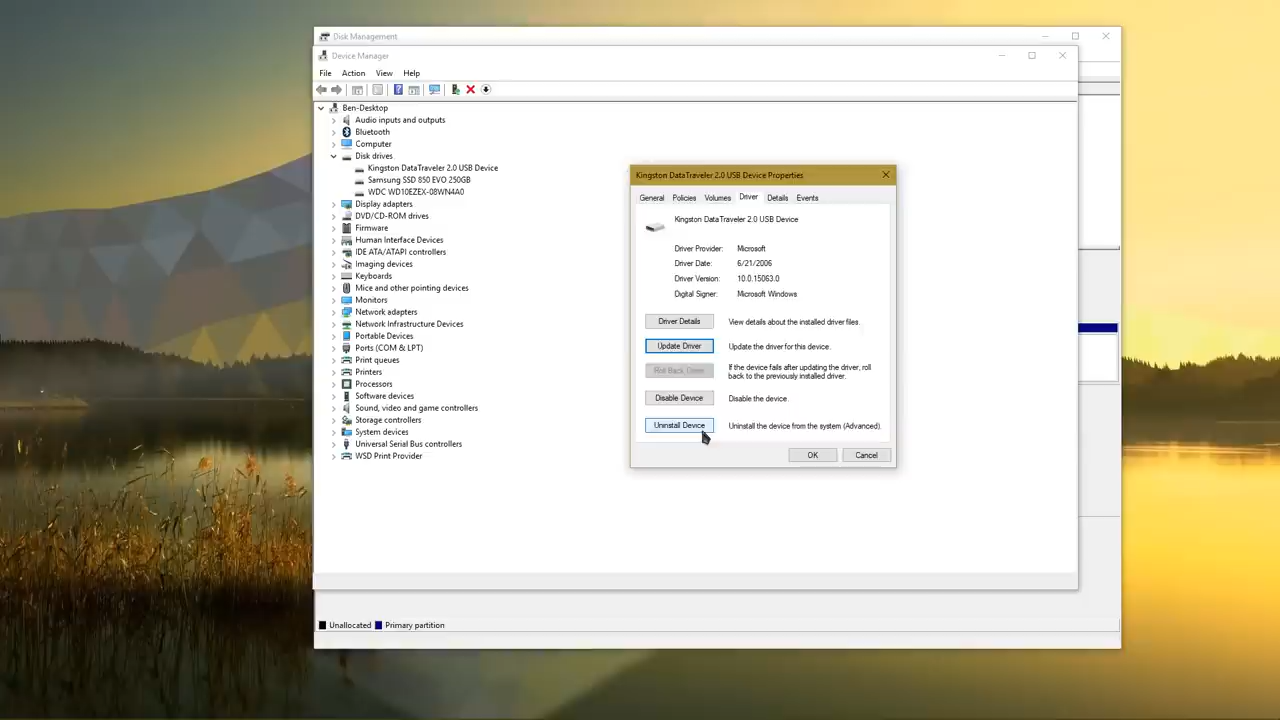 Disk Management
Device Manager
File Action View Help
Ben-Desktop
Audio inputs and outputs
Bluetooth
Computer
Disk drives
Kingston DataTraveler 2.0 USB Device
Samsung SSD 850 EVO 250GB
WDC WD10EZEX-08WN4A0
Display adapters
DVD/CD-ROM drives
Firmware
Human Interface Devices
IDE ATA/ATAPI controllers
Imaging devices
Keyboards
Mice and other pointing devices
Monitors
Network adapters
Network Infrastructure Devices
Portable Devices
Ports (COM & LPT)
Print queues
Printers
Processors
Software devices
Sound, video and game controllers
Storage controllers
System devices
Universal Serial Bus controllers
WSD Print Provider
Kingston DataTraveler 2.0 USB Device Properties
General Policies Volumes Driver Details Events
Kingston DataTraveler 2.0 USB Device
Driver Provider: Microsoft
Driver Date: 6/21/2006
Driver Version: 10.0.15063.0
Digital Signer: Microsoft Windows
Driver Details View details about the installed driver files.
Update Driver Update the driver for this device.
Roll Back Driver If the device fails after updating the driver, roll
back to the previously installed driver.
Disable Device Disable the device.
Uninstall Device Uninstall the device from the system (Advanced).
OK Cancel
Unallocated Primary partition